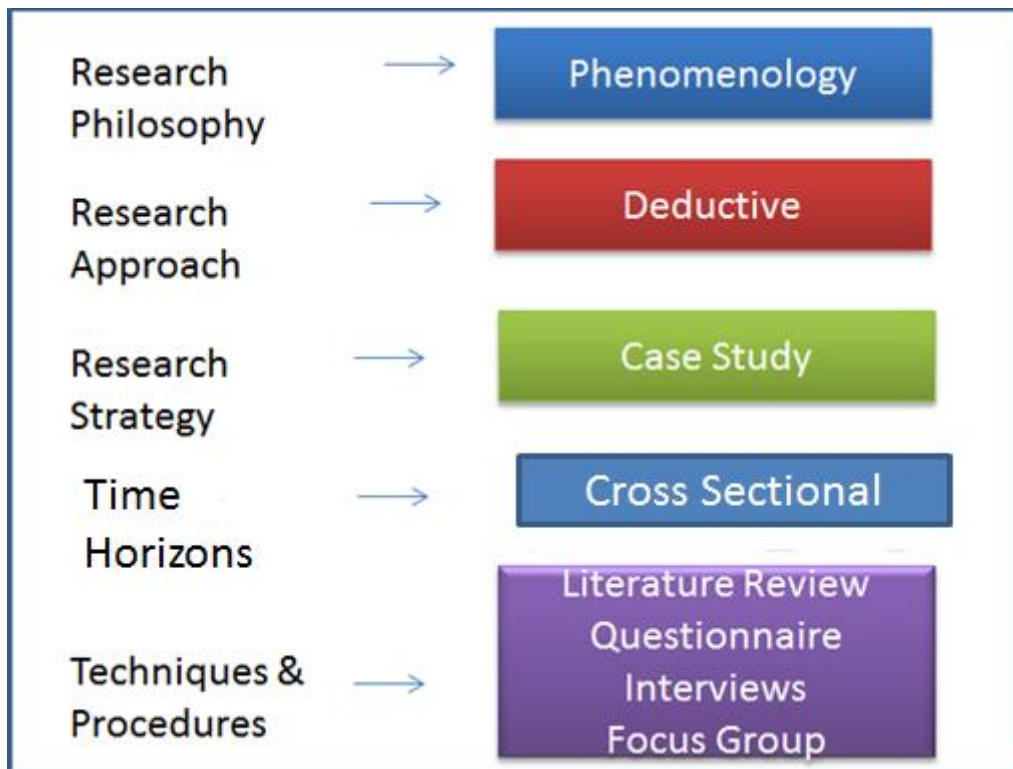 Research
Philosophy
Phenomenology
Research
Approach
Deductive
Research
Strategy
Case Study
Time
Horizons
Cross Sectional
Techniques &
Procedures
Literature Review
Questionnaire
Interviews
Focus Group